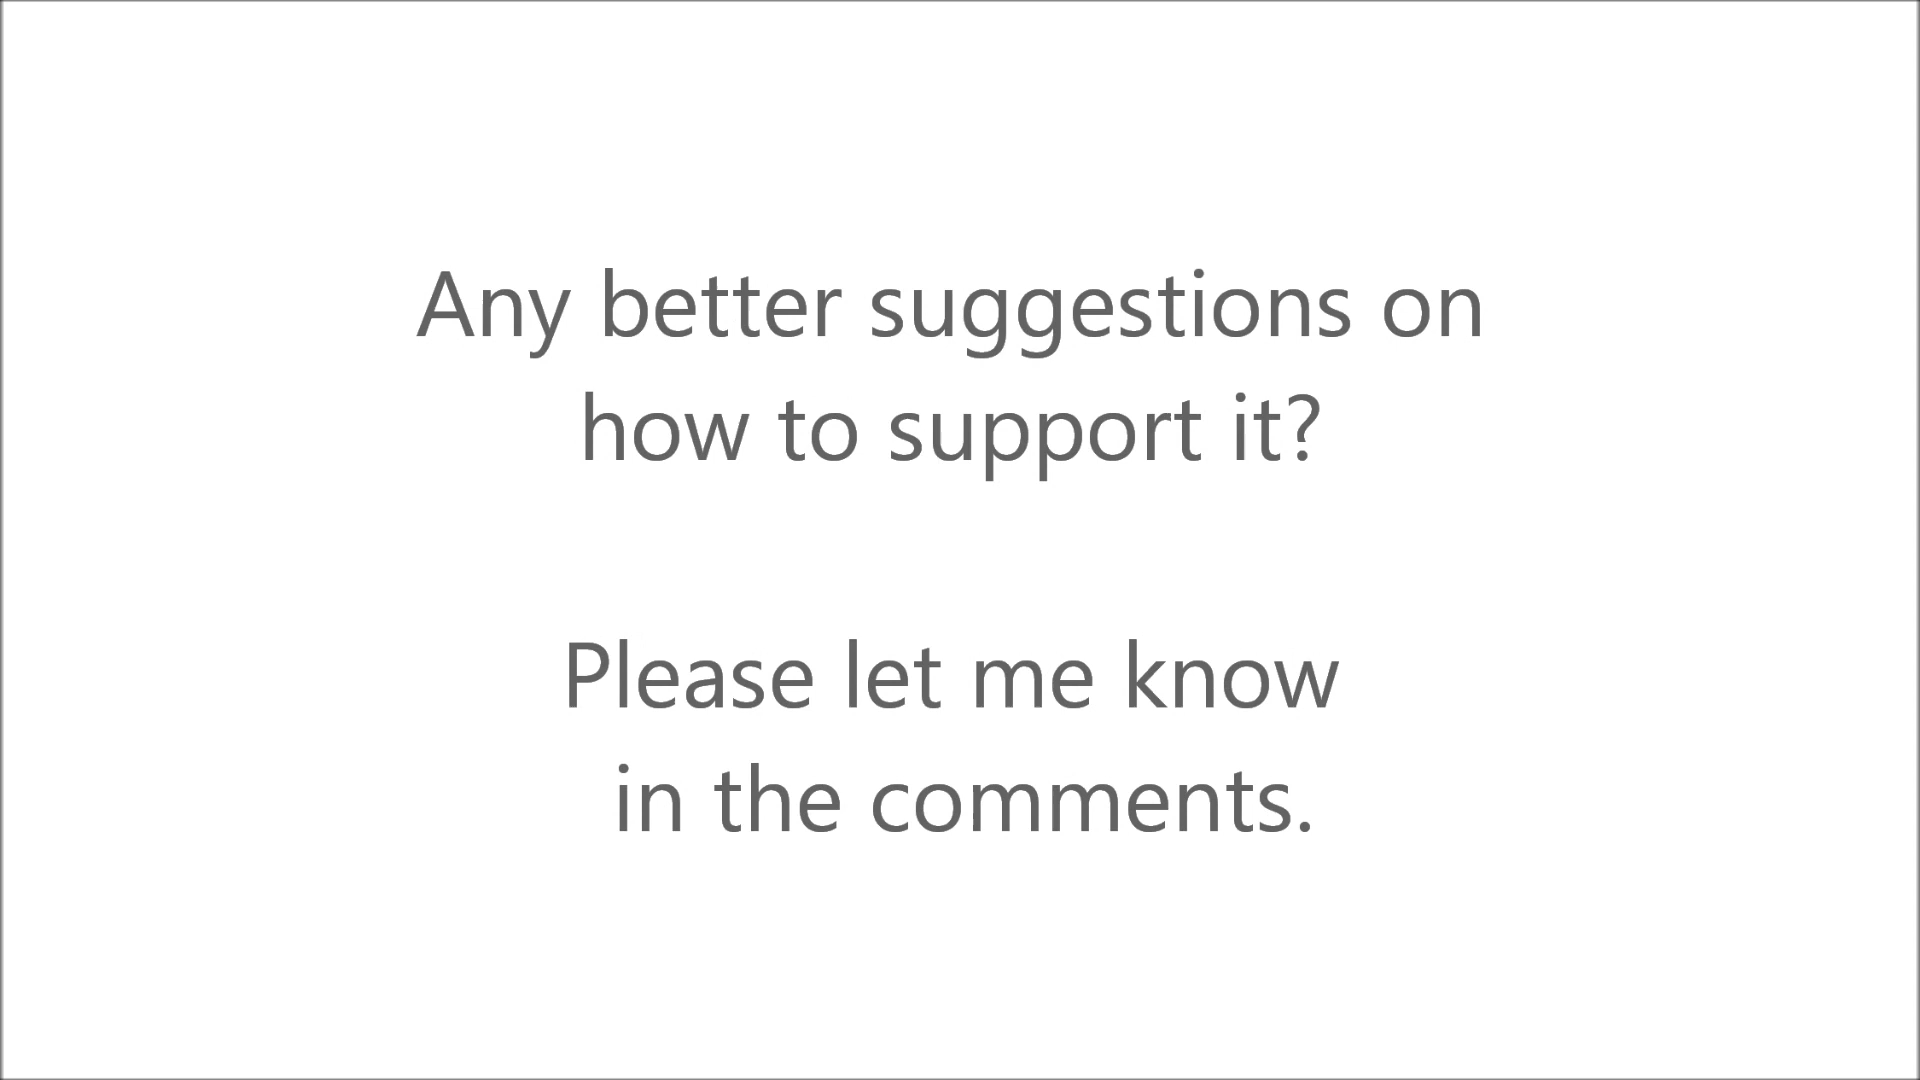 Any better suggestions on
how to support it?
Please let me know
in the comments.